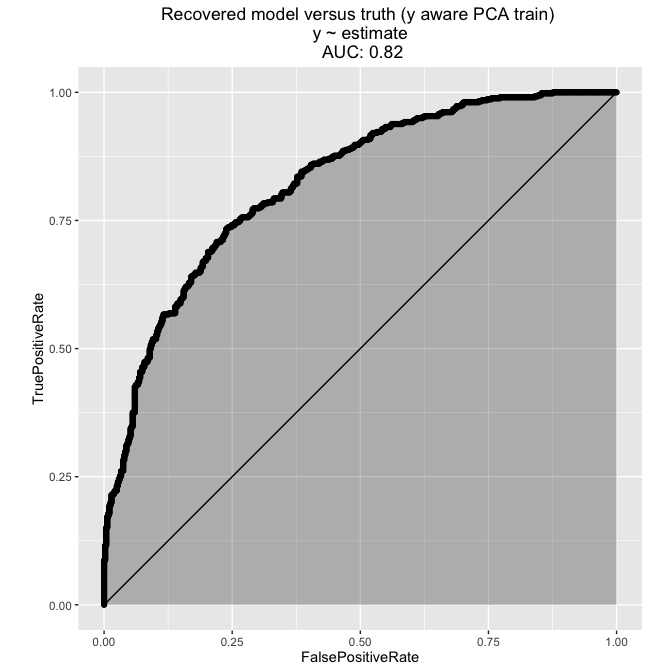 Recovered model versus truth (y aware PCA train)
y ~ estimate
AUC: 0.82
1.00
0.75
0.50
0.25
0.00
TruePositiveRate
0.00 0.25 0.50 0.75 1.00
FalsePositiveRate